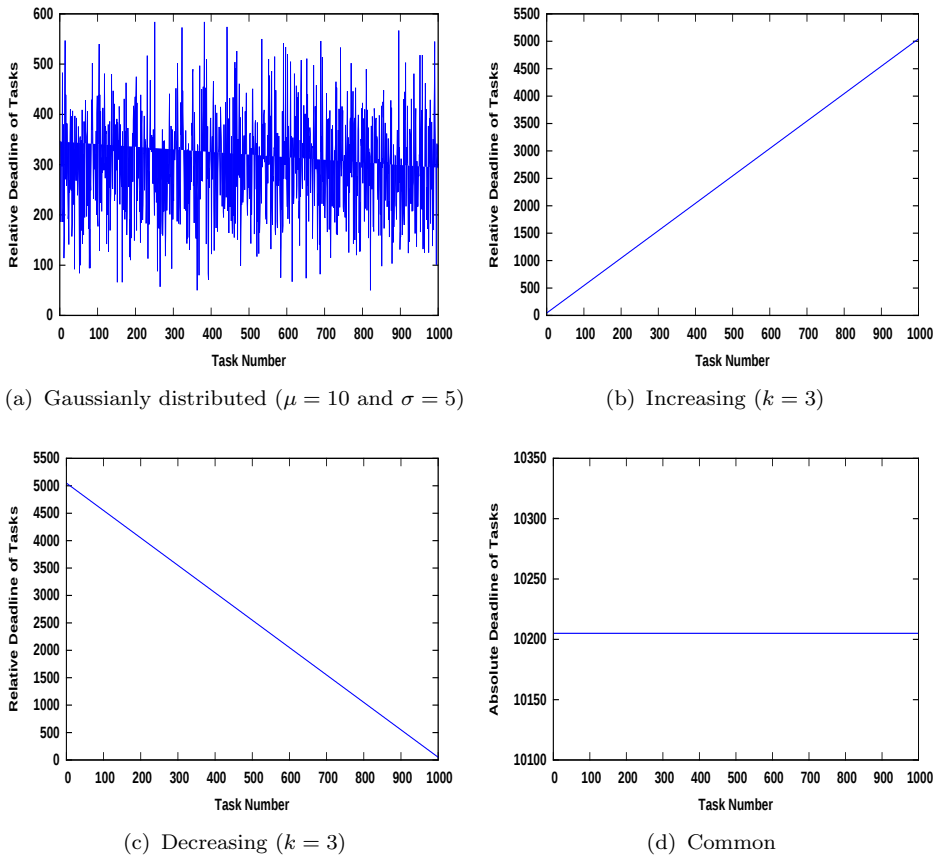 600
500
400
300
200
100
0
0 100 200 300 400 500 600 700 800 900 1000
Relative Deadline of Tasks
Task Number
(a) Gaussianly distributed (μ = 10 and σ = 5)
5500
5000
4500
4000
3500
3000
2500
2000
1500
1000
500
0
0 100 200 300 400 500 600 700 800 900 1000
Relative Deadline of Tasks
Task Number
(b) Increasing (k = 3)
5500
5000
4500
4000
3500
3000
2500
2000
1500
1000
500
0
0 100 200 300 400 500 600 700 800 900 1000
Relative Deadline of Tasks
Task Number
(c) Decreasing (k = 3)
10350
10300
10250
10200
10150
10100
0 100 200 300 400 500 600 700 800 900 1000
Absolute Deadline of Tasks
Task Number
(d) Common